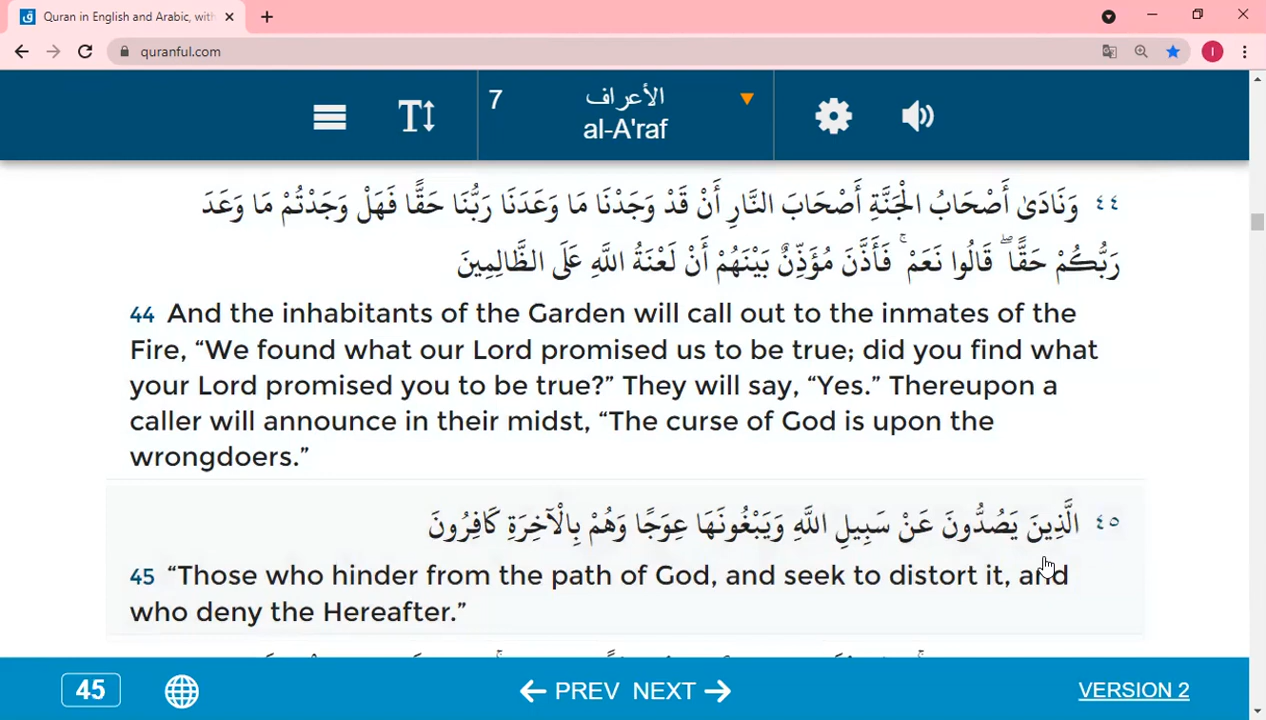 Quran in English and Arabic, with
quranful.com
7
الأعراف
al-A'raf
٤٤ وَنَادَىٰ أَصْحَابُ الْجَنَّةِ أَصْحَابَ النَّارِ أَنْ قَدْ وَجَدْنَا مَا وَعَدَنَا رَبُّنَا حَقًّا فَهَلْ وَجَدْتُمْ مَا وَعَدَ
رَبُّكُمْ حَقًّا ۖ قَالُوا نَعَمْ ۚ فَأَذَّنَ مُؤَذِّنٌ بَيْنَهُمْ أَنْ لَعْنَةُ اللَّهِ عَلَى الظَّالِمِينَ
44 And the inhabitants of the Garden will call out to the inmates of the
Fire, “We found what our Lord promised us to be true; did you find what
your Lord promised you to be true?” They will say, “Yes.” Thereupon a
caller will announce in their midst, “The curse of God is upon the
wrongdoers.”
٤٥ الَّذِينَ يَصُدُّونَ عَنْ سَبِيلِ اللَّهِ وَيَبْغُونَهَا عِوَجًا وَهُمْ بِالْآخِرَةِ كَافِرُونَ
45 “Those who hinder from the path of God, and seek to distort it, and
who deny the Hereafter.”
45
PREV NEXT
VERSION 2